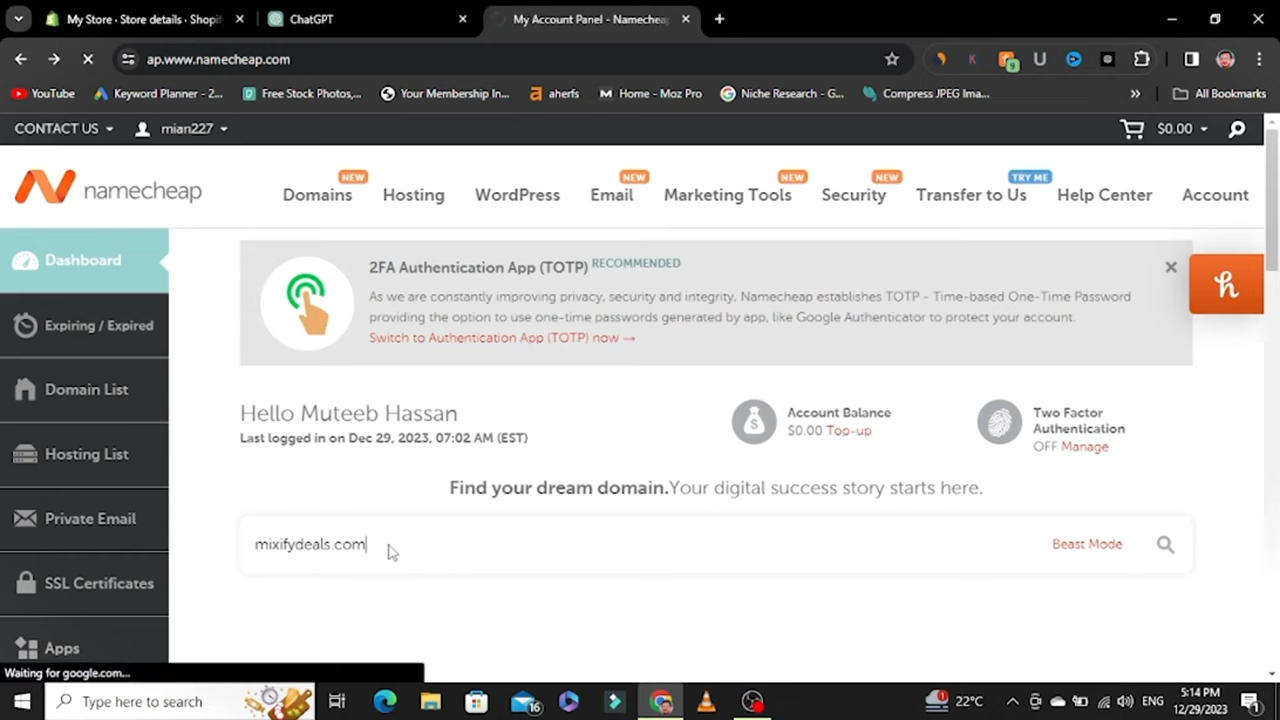 My Store · Store details · Shopif
ChatGPT
My Account Panel - Namecheap
ap.www.namecheap.com
9
YouTube
Keyword Planner - 2...
Free Stock Photos,...
Your Membership In...
aherfs
Home - Moz Pro
Niche Research - G...
Compress JPEG Ima...
All Bookmarks
CONTACT US
mian227
$0.00
namecheap
Domains
NEW
Hosting
WordPress
Email
NEW
Marketing Tools
NEW
Security
NEW
Transfer to Us
TRY ME
Help Center
Account
Dashboard
Expiring / Expired
Domain List
Hosting List
Private Email
SSL Certificates
Apps
2FA Authentication App (TOTP) RECOMMENDED
As we are constantly improving privacy, security and integrity, Namecheap establishes TOTP - Time-based One-Time Password
providing the option to use one-time passwords generated by app, like Google Authenticator to protect your account.
Switch to Authentication App (TOTP) now →
Hello Muteeb Hassan
Last logged in on Dec 29, 2023, 07:02 AM (EST)
Account Balance
$0.00 Top-up
Two Factor
Authentication
OFF Manage
Find your dream domain.Your digital success story starts here.
mixifydeals.com
Beast Mode
Waiting for google.com...
Type here to search
16
22°C
ENG
5:14 PM
12/29/2023
1